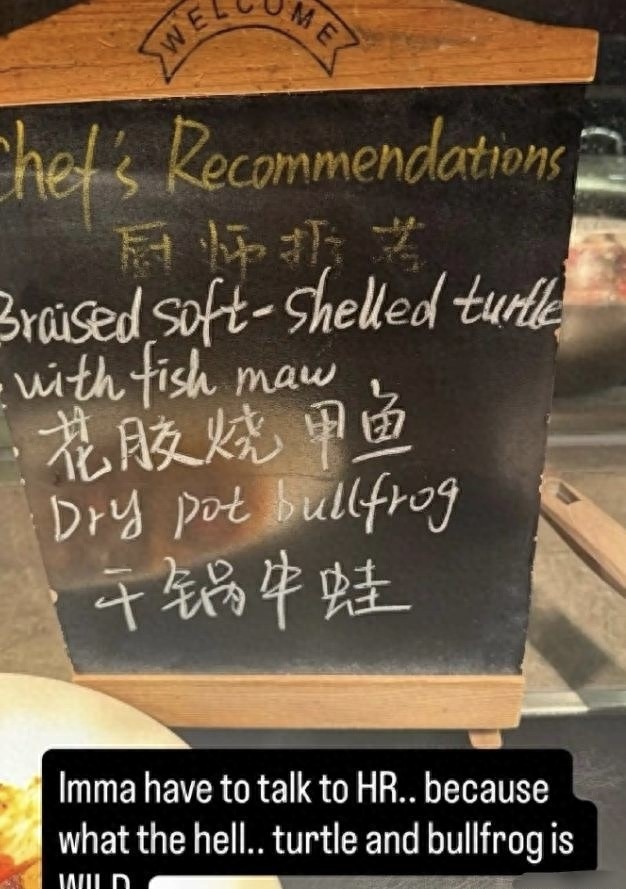 WELCOME
Chef's Recommendations
厨师推荐
Braised soft-shelled turtle
with fish maw
花胶烧甲鱼
Dry pot bullfrog
干锅牛蛙
Imma have to talk to HR.. because
what the hell.. turtle and bullfrog is
WILD